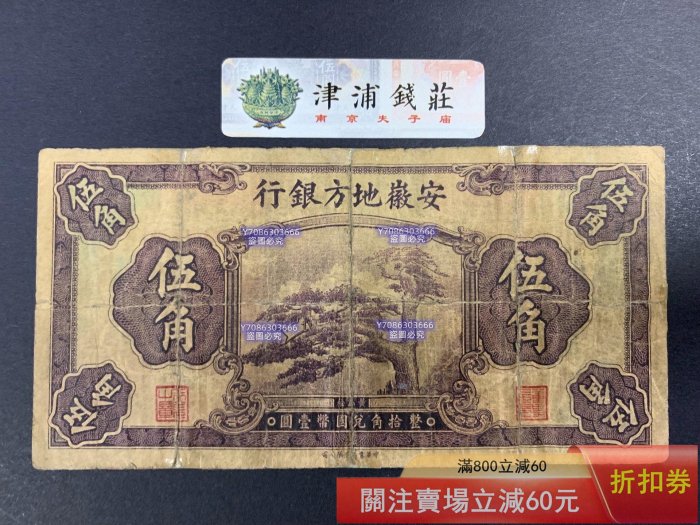 津浦錢莊
南京夫子庙
行銀方地徽安
伍角
伍角
伍角
伍角
伍角
伍角
Y7086303666
盜圖必究
Y7086303666
盜圖必究
Y7086303666
盜圖必究
Y7086303666
盜圖必究
圓壹幣國兌角拾整
滿800立減60
關注賣場立減60元
折扣券